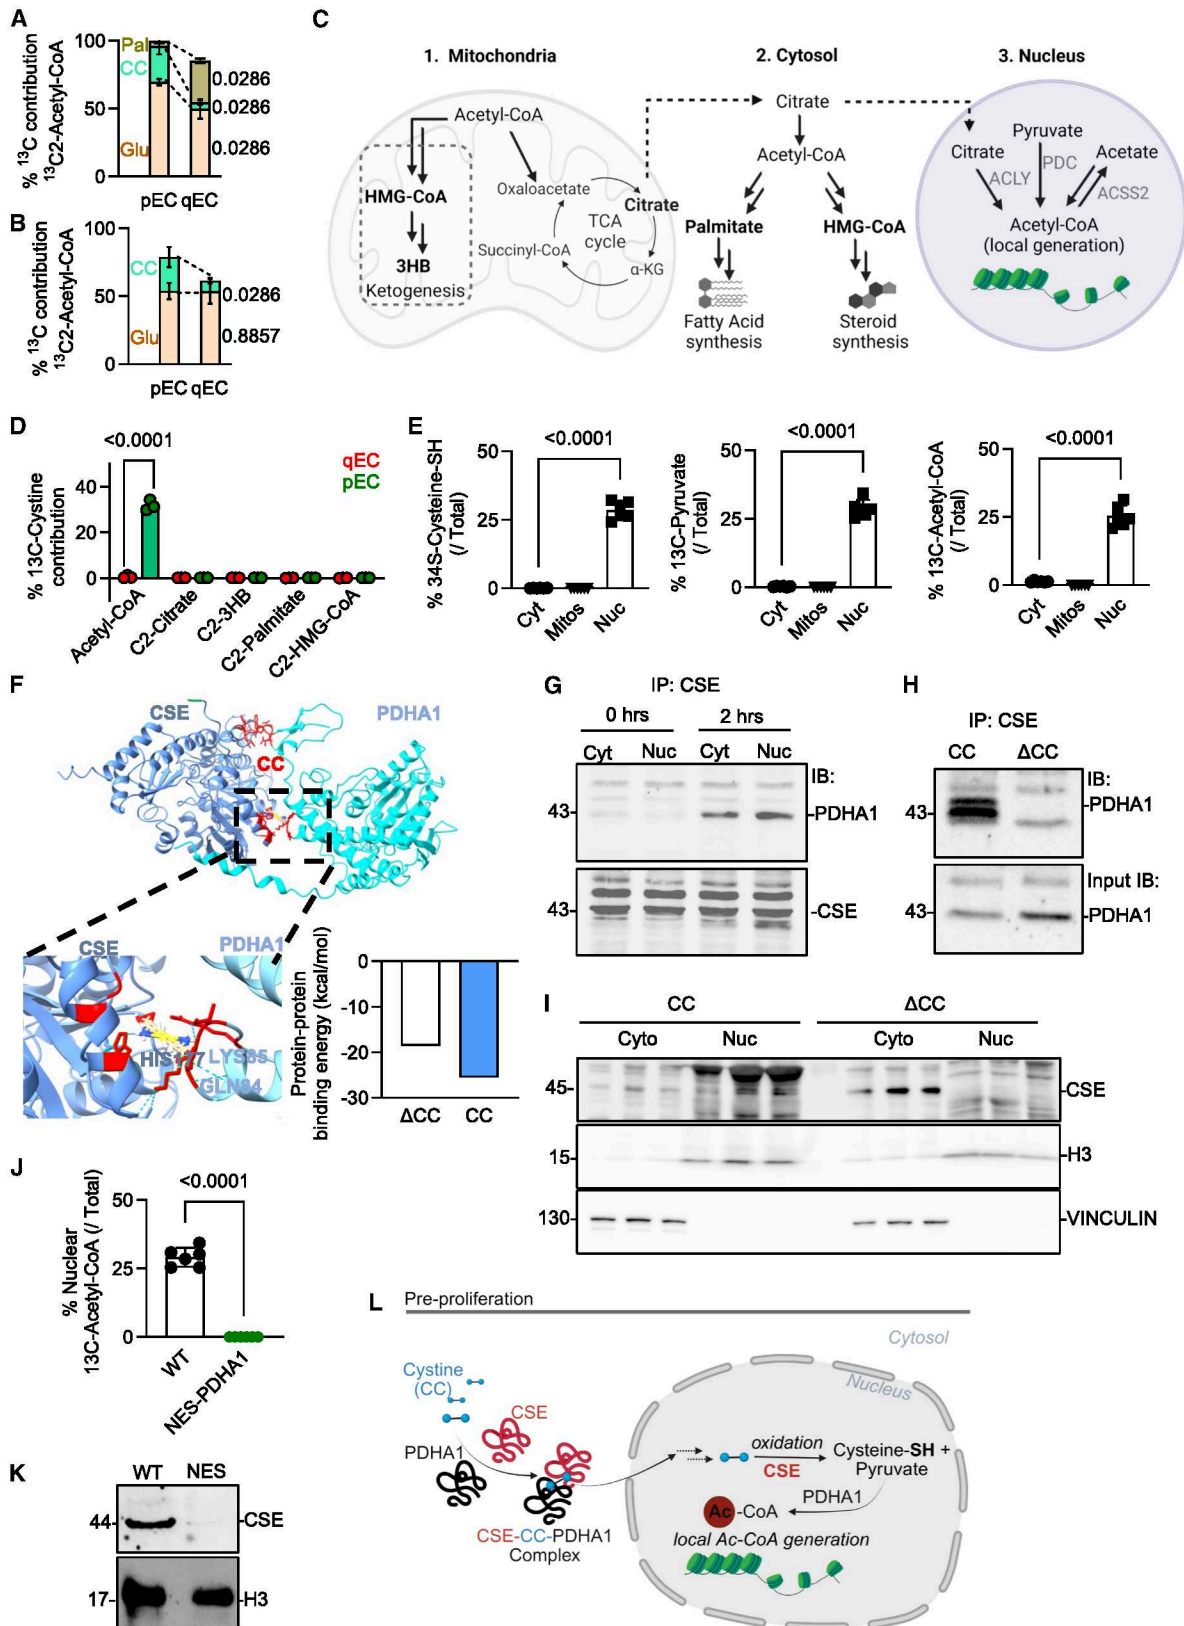 A
% ¹³C contribution
¹³C2-Acetyl-CoA
100
50
0
Pal
CC
Glu
0.0286
0.0286
0.0286
pEC qEC
B
% ¹³C contribution
¹³C2-Acetyl-CoA
100
50
0
CC
Glu
0.0286
0.8857
pEC qEC
C
1. Mitochondria
2. Cytosol
3. Nucleus
Acetyl-CoA
HMG-CoA
3HB
Ketogenesis
Oxaloacetate
Citrate
TCA
cycle
Succinyl-CoA
α-KG
Citrate
Acetyl-CoA
Palmitate
HMG-CoA
Fatty Acid
synthesis
Steroid
synthesis
Pyruvate
Citrate
PDC
Acetate
ACLY
ACSS2
Acetyl-CoA
(local generation)
D
% 13C-Cystine
contribution
<0.0001
40
20
0
qEC
pEC
Acetyl-CoA
C2-Citrate
C2-3HB
C2-Palmitate
C2-HMG-CoA
E
% 34S-Cysteine-SH
(/ Total)
50
25
0
<0.0001
Cyt
Mitos
Nuc
% 13C-Pyruvate
(/ Total)
50
25
0
<0.0001
Cyt
Mitos
Nuc
% 13C-Acetyl-CoA
(/ Total)
50
25
0
<0.0001
Cyt
Mitos
Nuc
F
CSE
PDHA1
CC
CSE
PDHA1
HIS177
LYS85
GLN84
Protein-protein
binding energy (kcal/mol)
0
-10
-20
-30
ΔCC
CC
G
IP: CSE
0 hrs
2 hrs
Cyt Nuc Cyt Nuc
IB:
43-
-PDHA1
43-
-CSE
H
IP: CSE
CC ΔCC
IB:
43-
-PDHA1
Input IB:
43-
-PDHA1
I
CC
ΔCC
Cyto Nuc Cyto Nuc
45-
-CSE
15-
-H3
130-
-VINCULIN
J
% Nuclear
13C-Acetyl-CoA (/ Total)
<0.0001
50
25
0
WT
NES-PDHA1
K
WT NES
44-
-CSE
17-
-H3
L
Pre-proliferation
Cytosol
Nucleus
Cystine
(CC)
CSE
PDHA1
CSE-CC-PDHA1
Complex
oxidation
CSE
Cysteine-SH +
Pyruvate
PDHA1
Ac-CoA
local Ac-CoA generation